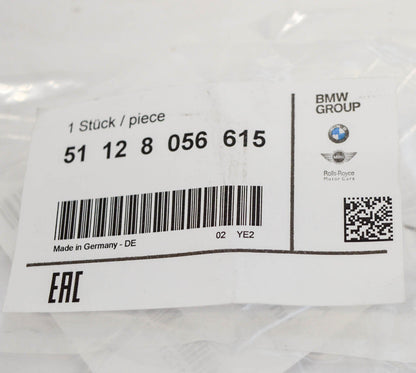 1 Stück / piece
51 12 8 056 615
Made in Germany - DE
02 YE2
BMW
GROUP
Rolls-Royce
Motor Cars
EAC